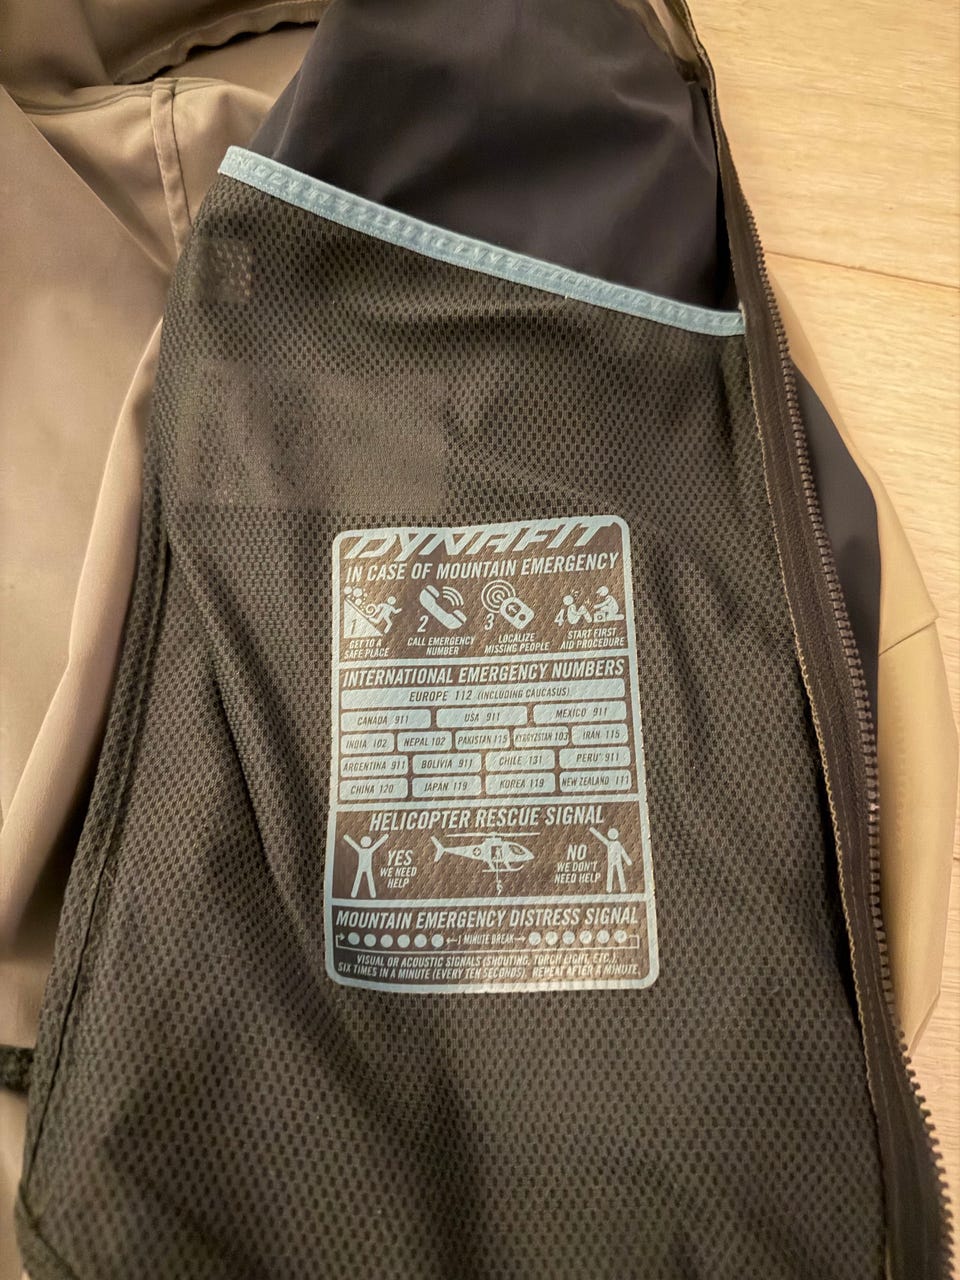 DYNAFIT
IN CASE OF MOUNTAIN EMERGENCY
1 2 3 4
GET TO A
SAFE PLACE
CALL EMERGENCY
NUMBER
LOCALIZE
MISSING PEOPLE
START FIRST
AID PROCEDURE
INTERNATIONAL EMERGENCY NUMBERS
EUROPE 112 (INCLUDING CAUCASUS)
CANADA 911 USA 911 MEXICO 911
INDIA 102 NEPAL 102 PAKISTAN 115 KYRGYZSTAN 103 IRAN 115
ARGENTINA 911 BOLIVIA 911 CHILE 131 PERU 911
CHINA 120 JAPAN 119 KOREA 119 NEW ZEALAND 111
HELICOPTER RESCUE SIGNAL
YES
WE NEED
HELP
NO
WE DON'T
NEED HELP
MOUNTAIN EMERGENCY DISTRESS SIGNAL
1 MINUTE BREAK
VISUAL OR ACOUSTIC SIGNALS (SHOUTING, TORCH LIGHT, ETC.),
SIX TIMES IN A MINUTE (EVERY TEN SECONDS). REPEAT AFTER A MINUTE.